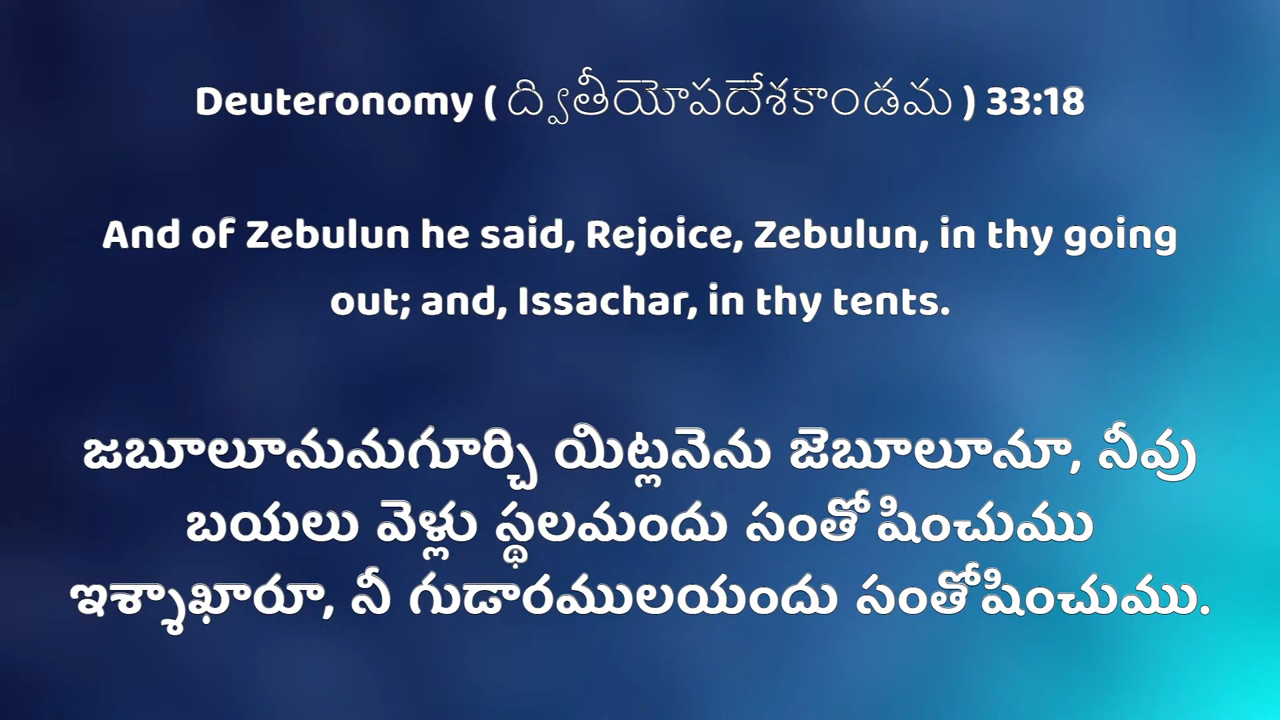 Deuteronomy ( ద్వితీయోపదేశకాండమ ) 33:18
And of Zebulun he said, Rejoice, Zebulun, in thy going
out; and, Issachar, in thy tents.
జబూలూనునుగూర్చి యిట్లనెను జెబూలూనూ, నీవు
బయలు వెళ్లు స్థలమందు సంతో షించుము
ఇశ్శాఖారూ, నీ గుడారములయందు సంతోషించుము.